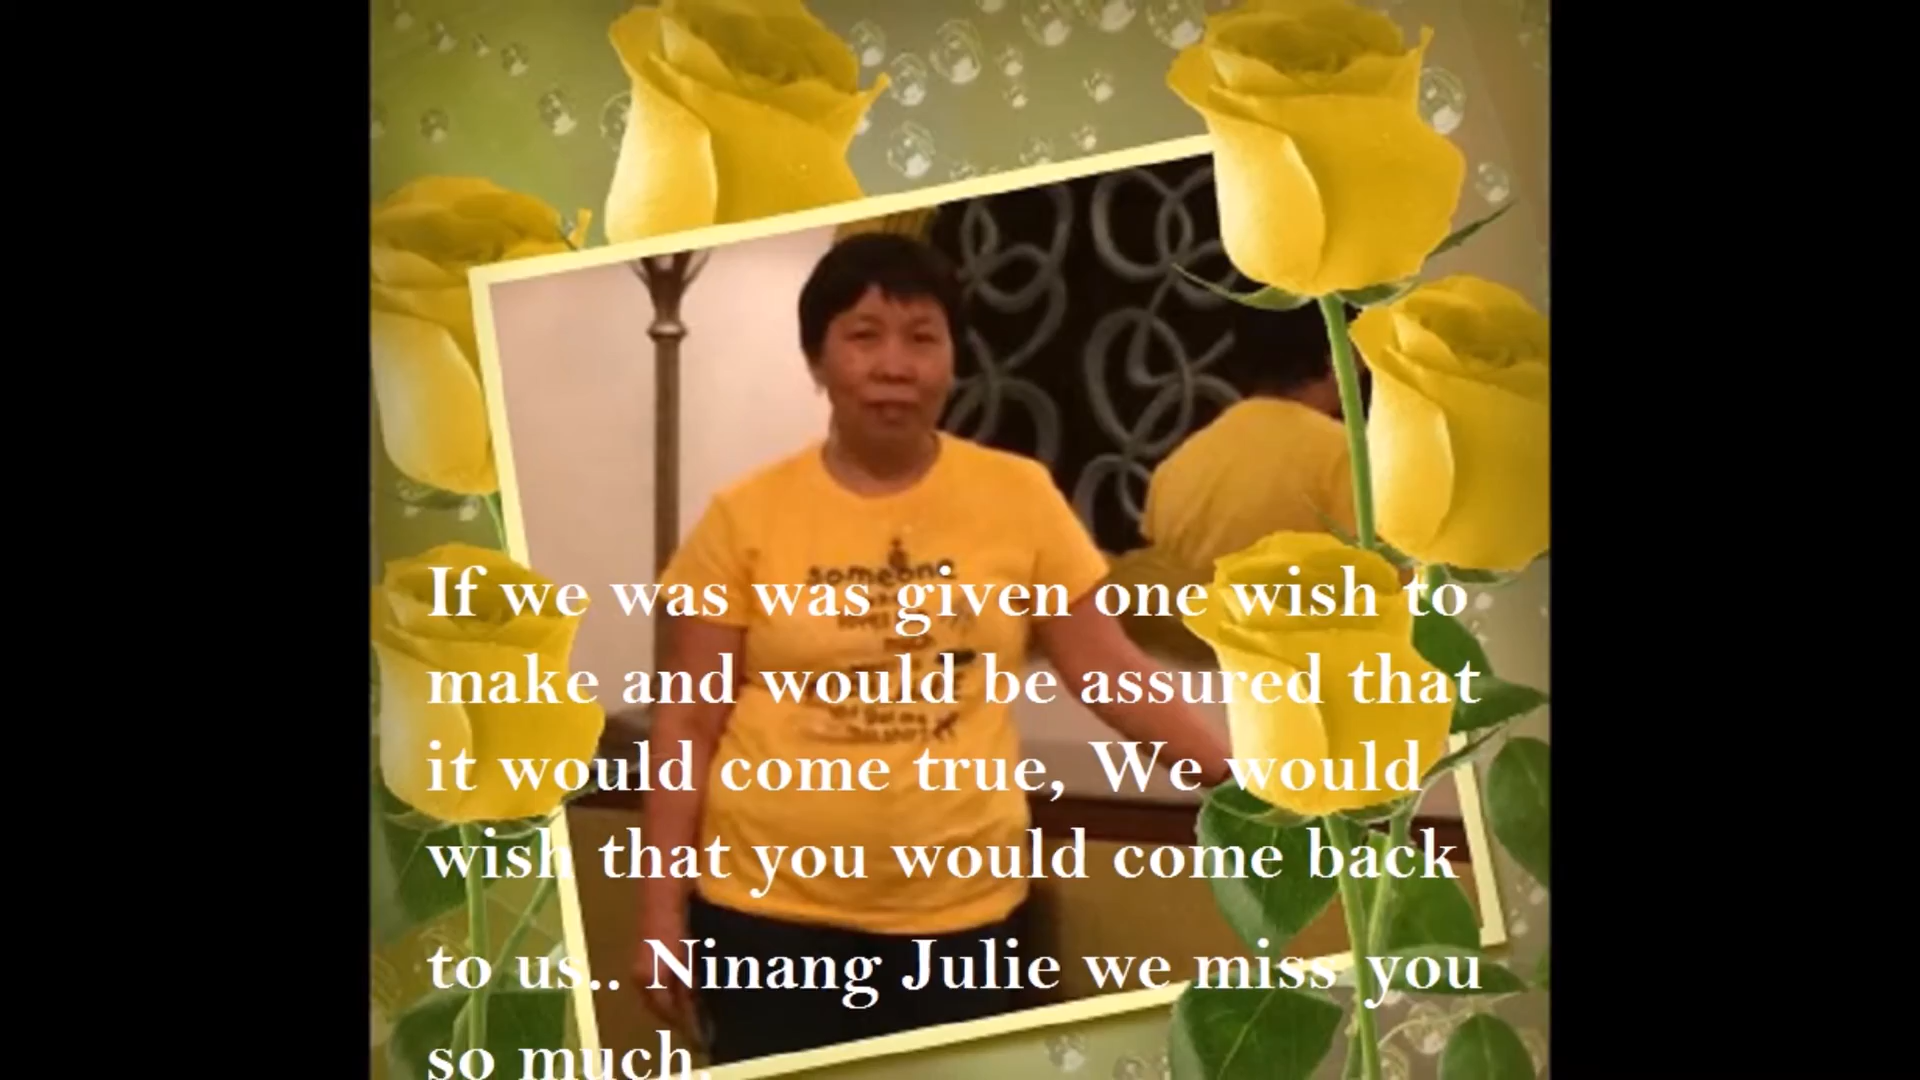 someone
If we was was given one wish to
make and would be assured that
it would come true, We would
wish that you would come back
to us.. Ninang Julie we miss you
so much.